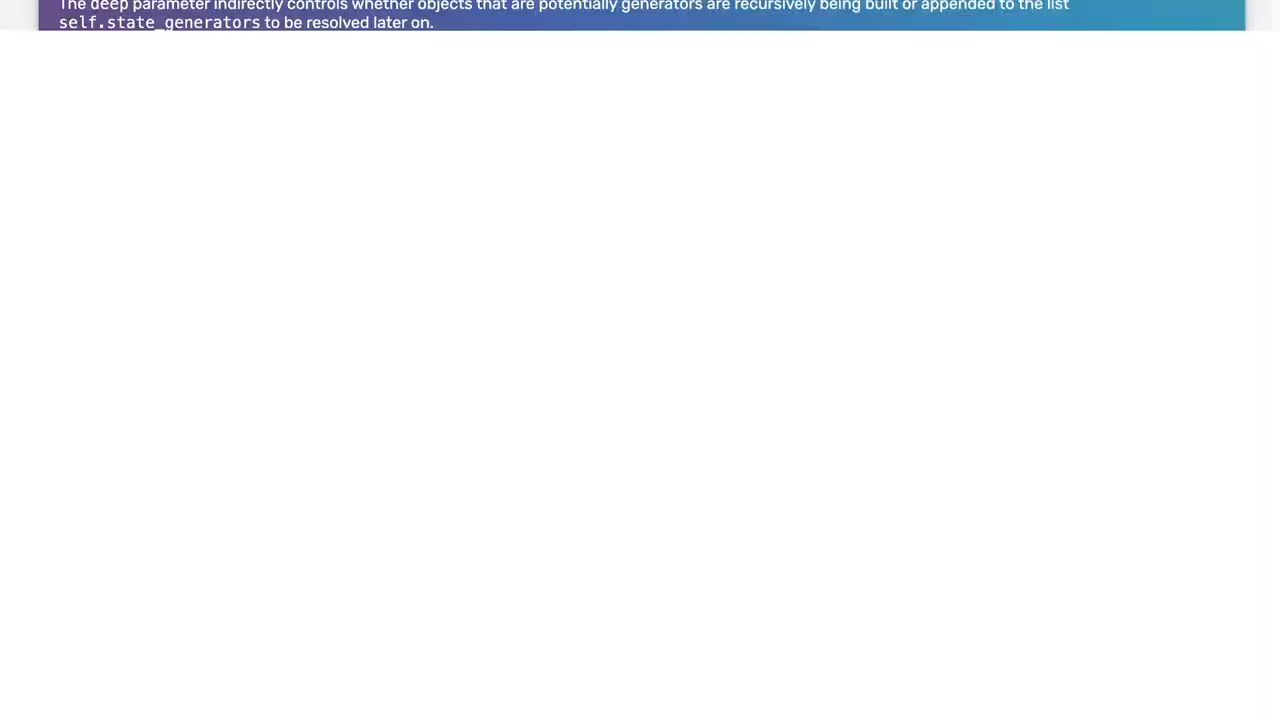 The deep parameter indirectly controls whether objects that are potentially generators are recursively being built or appended to the list
self.state_generators to be resolved later on.